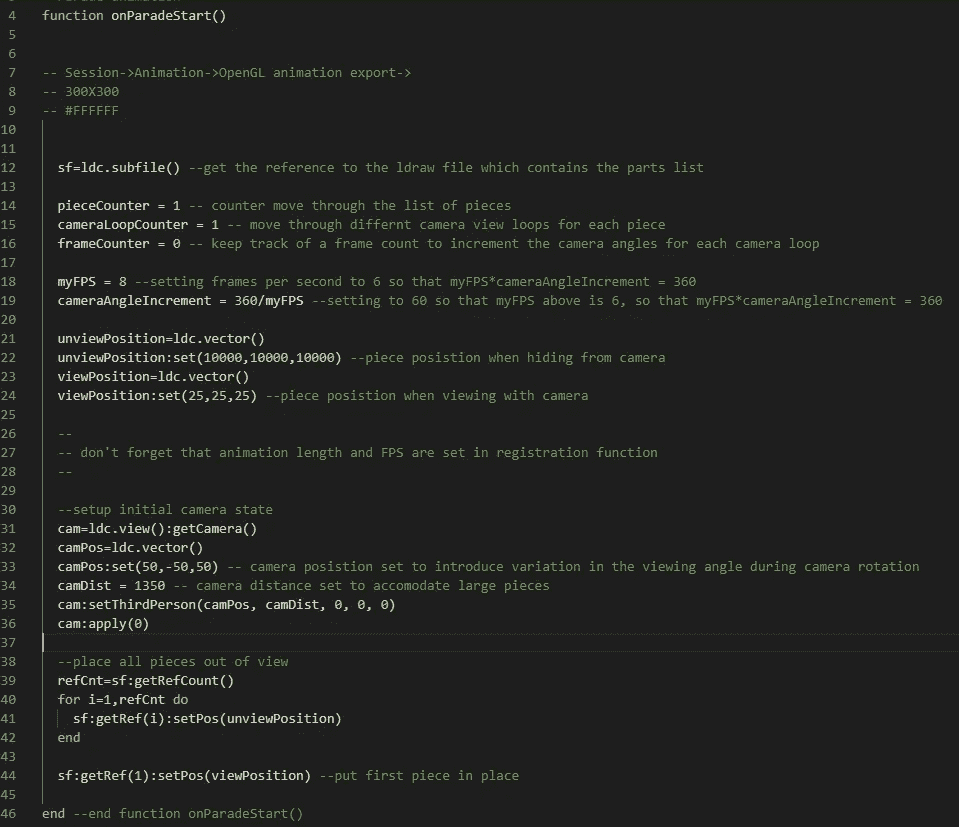 4 function onParadeStart()
5
6
7 -- Session->Animation->OpenGL animation export->
8 -- 300X300
9 -- #FFFFFF
10
11
12 sf=ldc.subfile() --get the reference to the ldraw file which contains the parts list
13
14 pieceCounter = 1 -- counter move through the list of pieces
15 cameraLoopCounter = 1 -- move through differnt camera view loops for each piece
16 frameCounter = 0 -- keep track of a frame count to increment the camera angles for each camera loop
17
18 myFPS = 8 --setting frames per second to 6 so that myFPS*cameraAngleIncrement = 360
19 cameraAngleIncrement = 360/myFPS --setting to 60 so that myFPS above is 6, so that myFPS*cameraAngleIncrement = 360
20
21 unviewPosition=ldc.vector()
22 unviewPosition:set(10000,10000,10000) --piece posistion when hiding from camera
23 viewPosition=ldc.vector()
24 viewPosition:set(25,25,25) --piece posistion when viewing with camera
25
26 --
27 -- don't forget that animation length and FPS are set in registration function
28 --
29
30 --setup initial camera state
31 cam=ldc.view():getCamera()
32 camPos=ldc.vector()
33 camPos:set(50,-50,50) -- camera posistion set to introduce variation in the viewing angle during camera rotation
34 camDist = 1350 -- camera distance set to accomodate large pieces
35 cam:setThirdPerson(camPos, camDist, 0, 0, 0)
36 cam:apply(0)
37
38 --place all pieces out of view
39 refCnt=sf:getRefCount()
40 for i=1,refCnt do
41 sf:getRef(i):setPos(unviewPosition)
42 end
43
44 sf:getRef(1):setPos(viewPosition) --put first piece in place
45
46 end --end function onParadeStart()